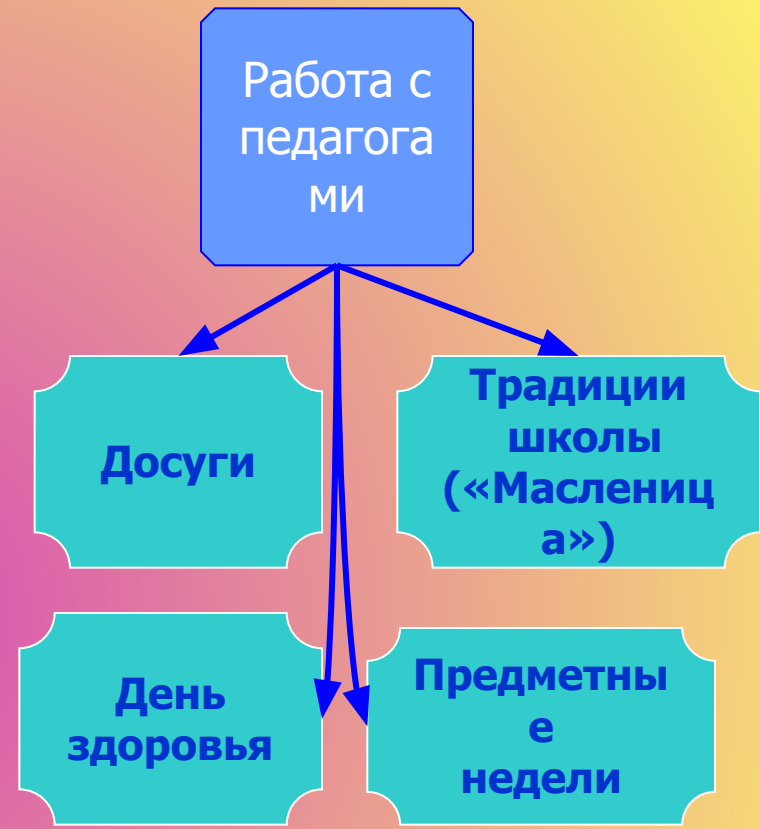 Работа с
педагога
ми
Досуги
Традиции
школы
(«Маслениц
а»)
День
здоровья
Предметны
е
недели